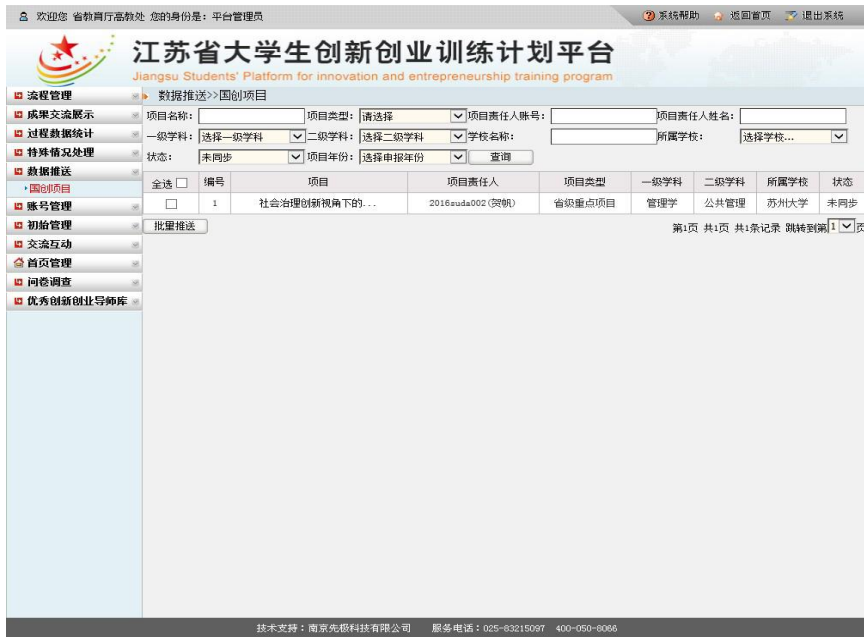 欢迎您 省教育厅高教处 您的身份是：平台管理员 系统帮助 返回首页 退出系统
江苏省大学生创新创业训练计划平台
Jiangsu Students' Platform for innovation and entrepreneurship training program
流程管理
成果交流展示
过程数据统计
特殊情况处理
数据推送
国创项目
账号管理
初始管理
交流互动
首页管理
问卷调查
优秀创新创业导师库
数据推送>>国创项目
项目名称： 项目类型： 请选择 项目责任人账号： 项目责任人姓名：
一级学科： 选择一级学科 二级学科： 选择二级学科 学校名称： 所属学校： 选择学校...
状态： 未同步 项目年份： 选择申报年份 查询
全选 编号 项目 项目责任人 项目类型 一级学科 二级学科 所属学校 状态
1 社会治理创新视角下的... 2016suda002(贺帆) 省级重点项目 管理学 公共管理 苏州大学 未同步
批量推送 第1页 共1页 共1条记录 跳转到第 1 页
技术支持：南京先极科技有限公司 服务电话：025-83215097 400-050-8066